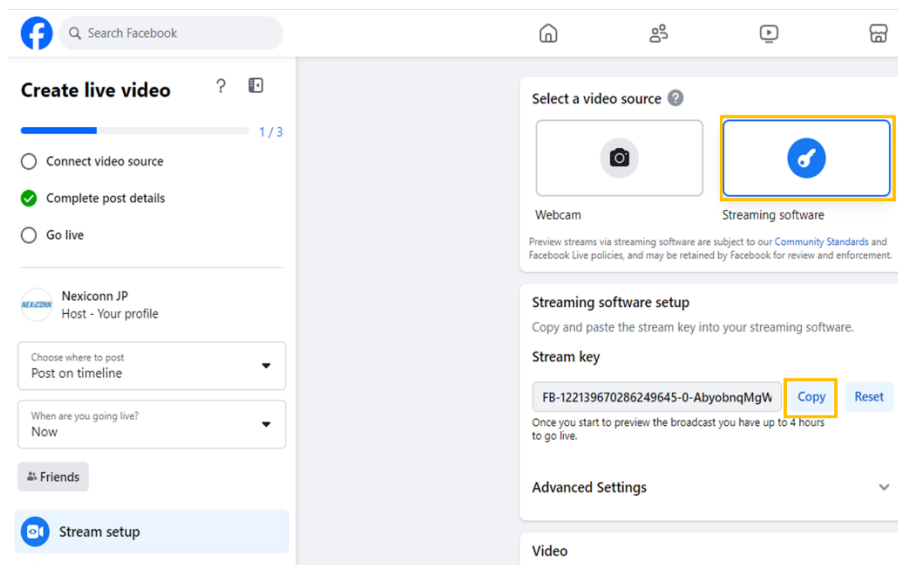 Search Facebook
Create live video
?
1 / 3
Connect video source
Complete post details
Go live
NEXiCONN
Nexiconn JP
Host - Your profile
Choose where to post
Post on timeline
When are you going live?
Now
Friends
Stream setup
Select a video source ?
Webcam
Streaming software
Preview streams via streaming software are subject to our Community Standards and
Facebook Live policies, and may be retained by Facebook for review and enforcement.
Streaming software setup
Copy and paste the stream key into your streaming software.
Stream key
FB-122139670286249645-0-AbyobnqMgW
Copy
Reset
Once you start to preview the broadcast you have up to 4 hours
to go live.
Advanced Settings
Video